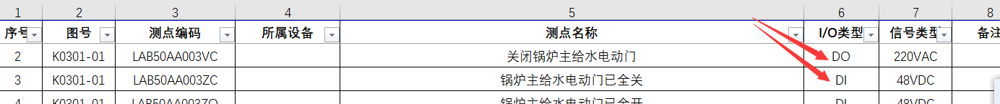 1 2 3 4 5 6 7 8
序号 图号 测点编码 所属设备 测点名称 I/O类型 信号类型 备注
2 K0301-01 LAB50AA003VC 关闭锅炉主给水电动门 DO 220VAC
3 K0301-01 LAB50AA003ZC 锅炉主给水电动门已全关 DI 48VDC
4 K0301-01 LAB50AA003ZO 锅炉主给水电动门已全开 DI 48VDC